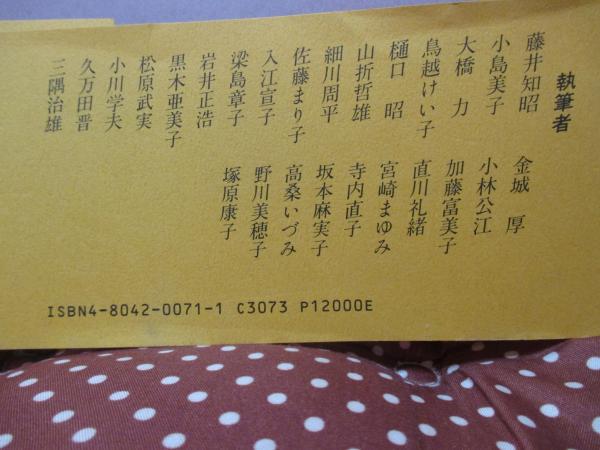 執筆者
藤井知昭
小島美子
大橋　力
鳥越けい子
樋口　昭
山折哲雄
細川周平
佐藤まり子
入江宣子
梁島章子
岩井正浩
黒木亜美子
松原武実
小川学夫
久万田晋
三隅治雄
金城　厚
小林公江
加藤富美子
直川礼緒
宮崎まゆみ
寺内直子
坂本麻実子
高桑いづみ
野川美穂子
塚原康子
ISBN4-8042-0071-1 C3073 P12000E